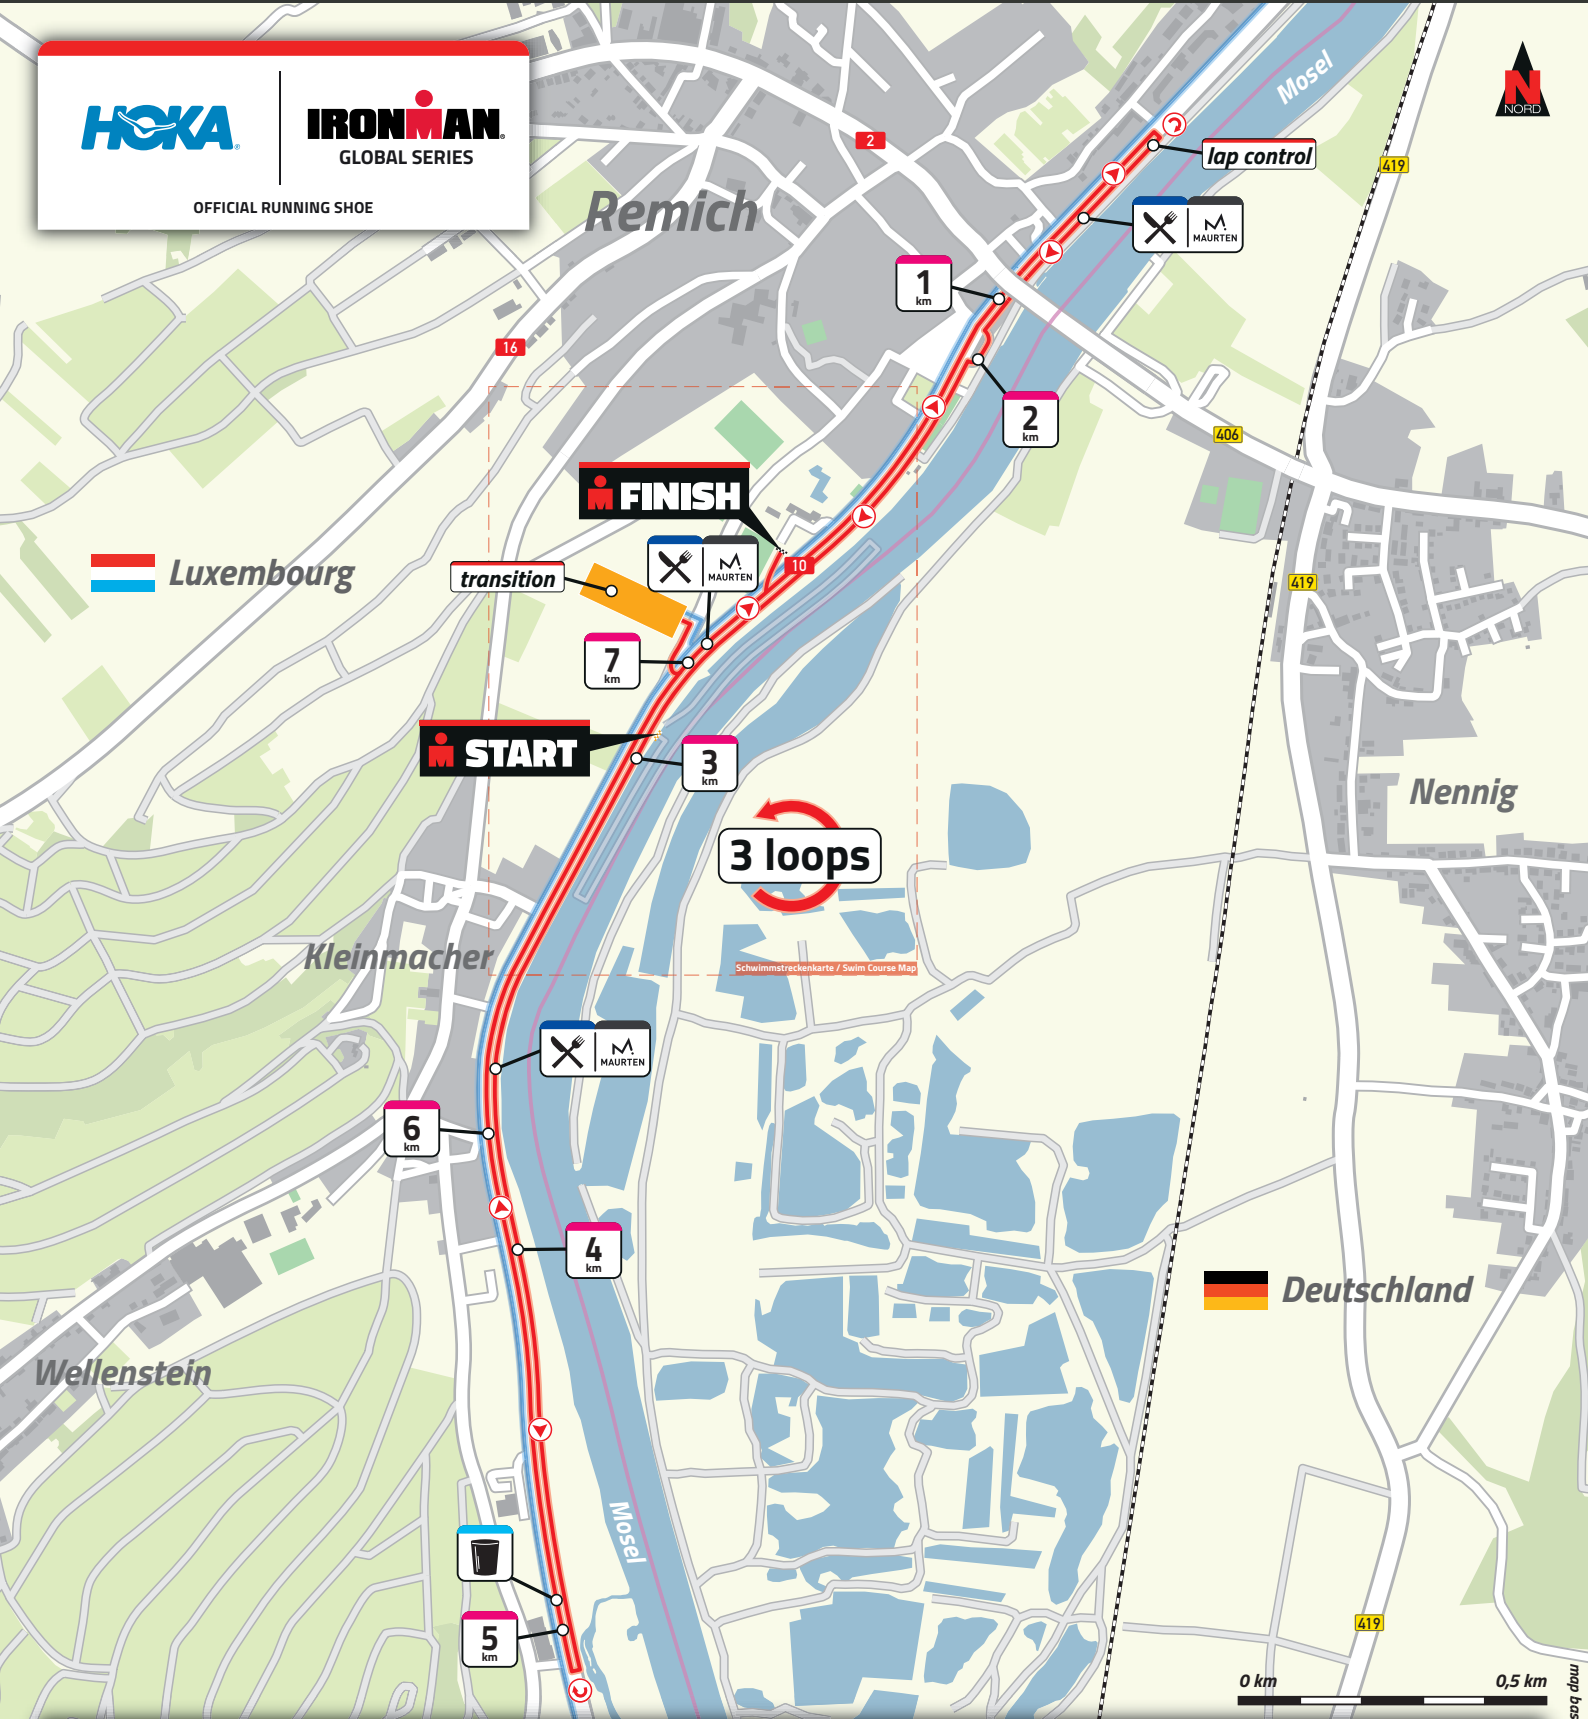 HOKA
IRONMAN
GLOBAL SERIES
OFFICIAL RUNNING SHOE
Mosel
NORD
lap control
2
419
Remich
MAURTEN
1
km
16
2
km
406
FINISH
MAURTEN
10
Luxembourg
transition
419
7
km
START
3
km
Nennig
3 loops
Kleinmacher
Schwimmstreckenkarte / Swim Course Map
MAURTEN
6
km
4
km
Deutschland
Wellenstein
Mosel
5
km
419
0 km
0,5 km
map bas